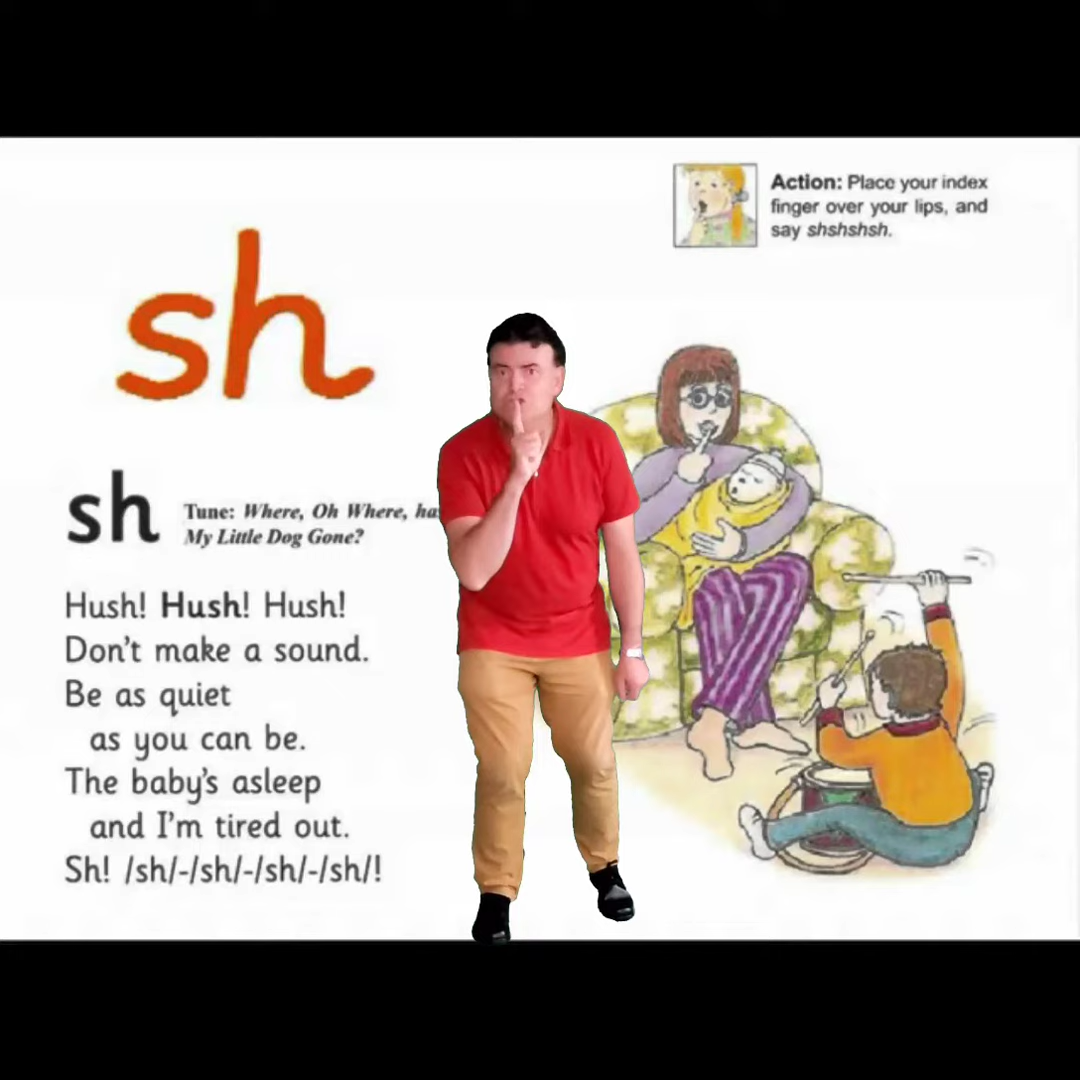 Action: Place your index
finger over your lips, and
say shshshsh.
sh
sh
Tune: Where, Oh Where, ha
My Little Dog Gone?
Hush! Hush! Hush!
Don't make a sound.
Be as quiet
as you can be.
The baby's asleep
and I'm tired out.
Sh! /sh/-/sh/-/sh/-/sh/!